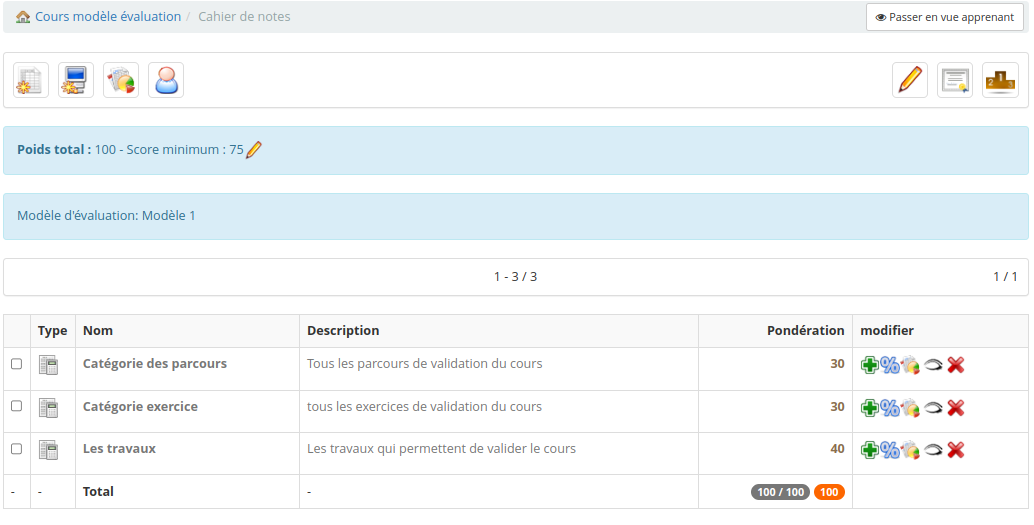 Cours modèle évaluation / Cahier de notes
Passer en vue apprenant
Poids total : 100 - Score minimum : 75
Modèle d'évaluation: Modèle 1
1 - 3 / 3 1 / 1
Type Nom Description Pondération modifier
Catégorie des parcours Tous les parcours de validation du cours 30
Catégorie exercice tous les exercices de validation du cours 30
Les travaux Les travaux qui permettent de valider le cours 40
- - Total - 100 / 100 100